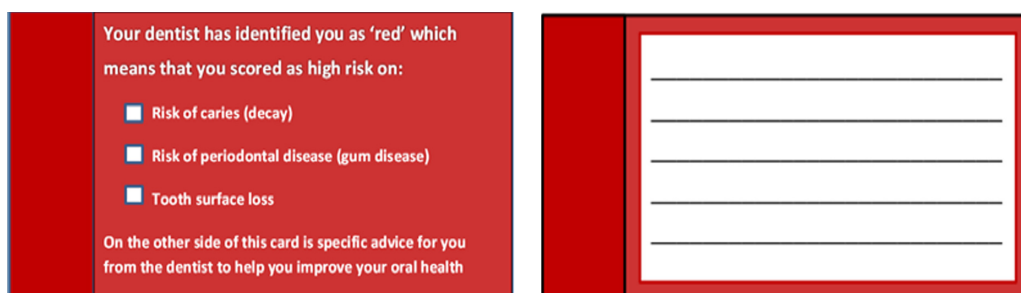 Your dentist has identified you as ‘red’ which
means that you scored as high risk on:
Risk of caries (decay)
Risk of periodontal disease (gum disease)
Tooth surface loss
On the other side of this card is specific advice for you
from the dentist to help you improve your oral health